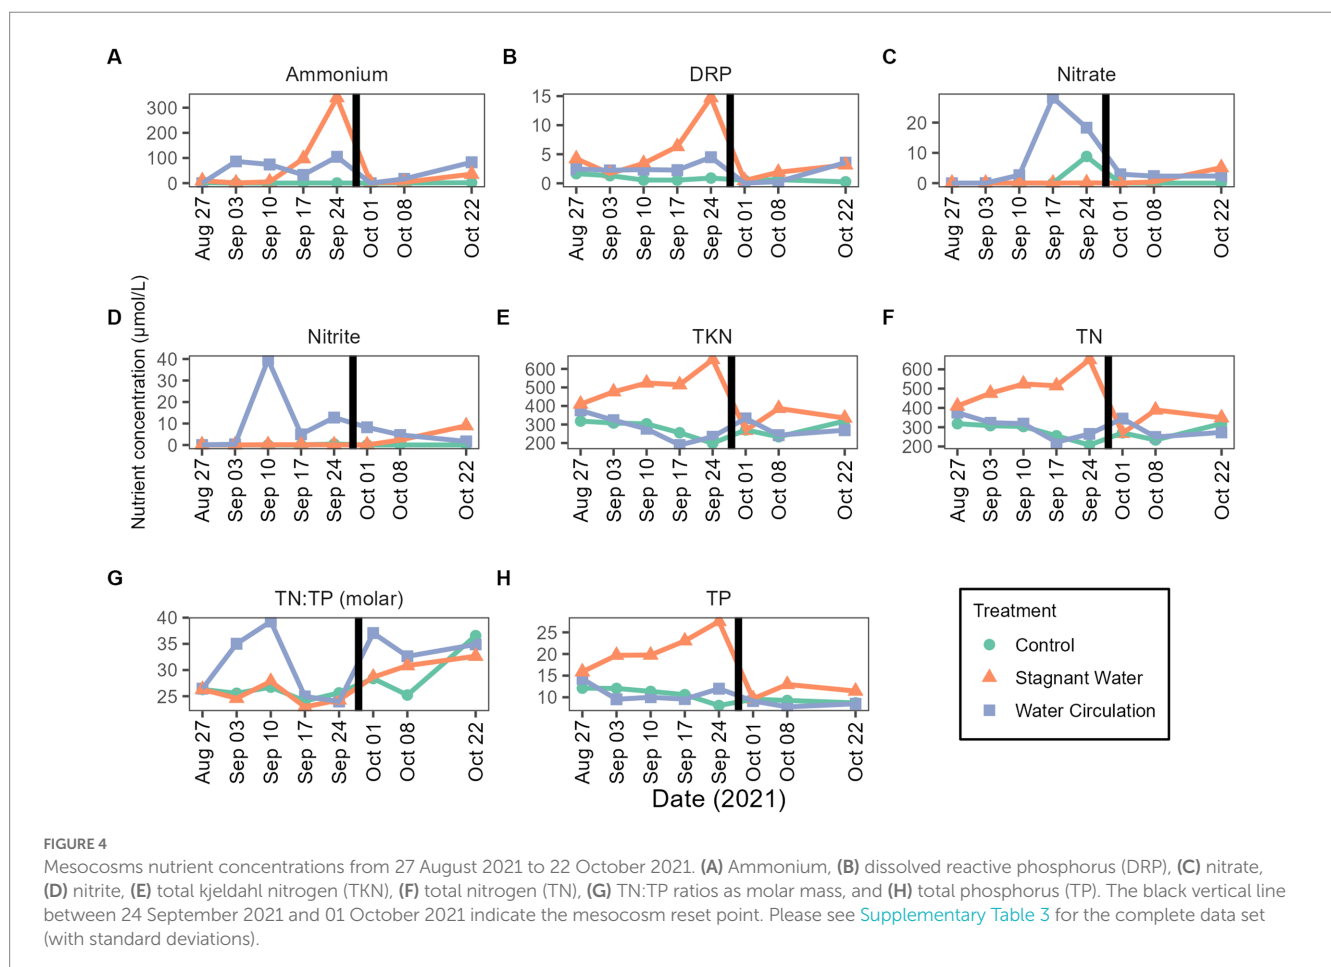 A
Ammonium
300
200
100
0
Aug 27
Sep 03
Sep 10
Sep 17
Sep 24
Oct 01
Oct 08
Oct 22
B
DRP
15
10
5
0
Aug 27
Sep 03
Sep 10
Sep 17
Sep 24
Oct 01
Oct 08
Oct 22
C
Nitrate
20
10
0
Aug 27
Sep 03
Sep 10
Sep 17
Sep 24
Oct 01
Oct 08
Oct 22
Nutrient concentration (μmol/L)
D
Nitrite
40
30
20
10
0
Aug 27
Sep 03
Sep 10
Sep 17
Sep 24
Oct 01
Oct 08
Oct 22
E
TKN
600
500
400
300
200
Aug 27
Sep 03
Sep 10
Sep 17
Sep 24
Oct 01
Oct 08
Oct 22
F
TN
600
500
400
300
200
Aug 27
Sep 03
Sep 10
Sep 17
Sep 24
Oct 01
Oct 08
Oct 22
G
TN:TP (molar)
40
35
30
25
Aug 27
Sep 03
Sep 10
Sep 17
Sep 24
Oct 01
Oct 08
Oct 22
H
TP
25
20
15
10
Aug 27
Sep 03
Sep 10
Sep 17
Sep 24
Oct 01
Oct 08
Oct 22
Date (2021)
Treatment
Control
Stagnant Water
Water Circulation
FIGURE 4
Mesocosms nutrient concentrations from 27 August 2021 to 22 October 2021. (A) Ammonium, (B) dissolved reactive phosphorus (DRP), (C) nitrate,
(D) nitrite, (E) total kjeldahl nitrogen (TKN), (F) total nitrogen (TN), (G) TN:TP ratios as molar mass, and (H) total phosphorus (TP). The black vertical line
between 24 September 2021 and 01 October 2021 indicate the mesocosm reset point. Please see Supplementary Table 3 for the complete data set
(with standard deviations).